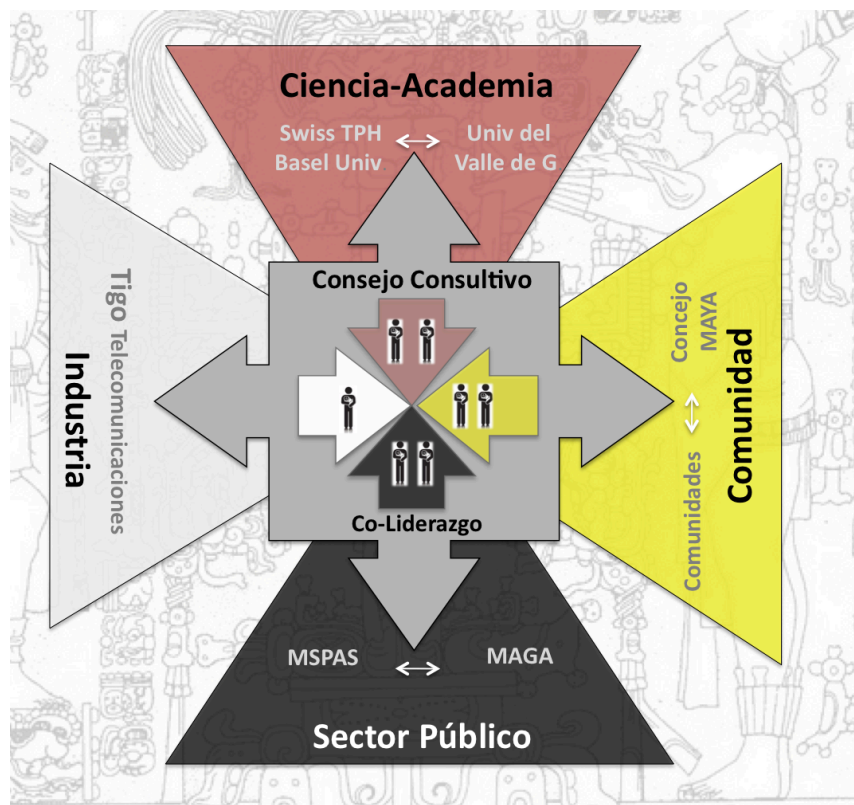 Ciencia-Academia
Swiss TPH
Basel Univ
Univ del
Valle de G
Consejo Consultivo
Co-Liderazgo
Industria
Tigo Telecomunicaciones
Concejo
MAYA
Comunidades
Comunidad
MSPAS
MAGA
Sector Público